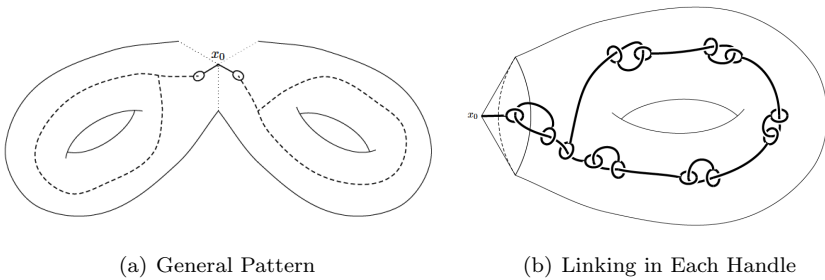 x₀
x₀
(a) General Pattern
(b) Linking in Each Handle